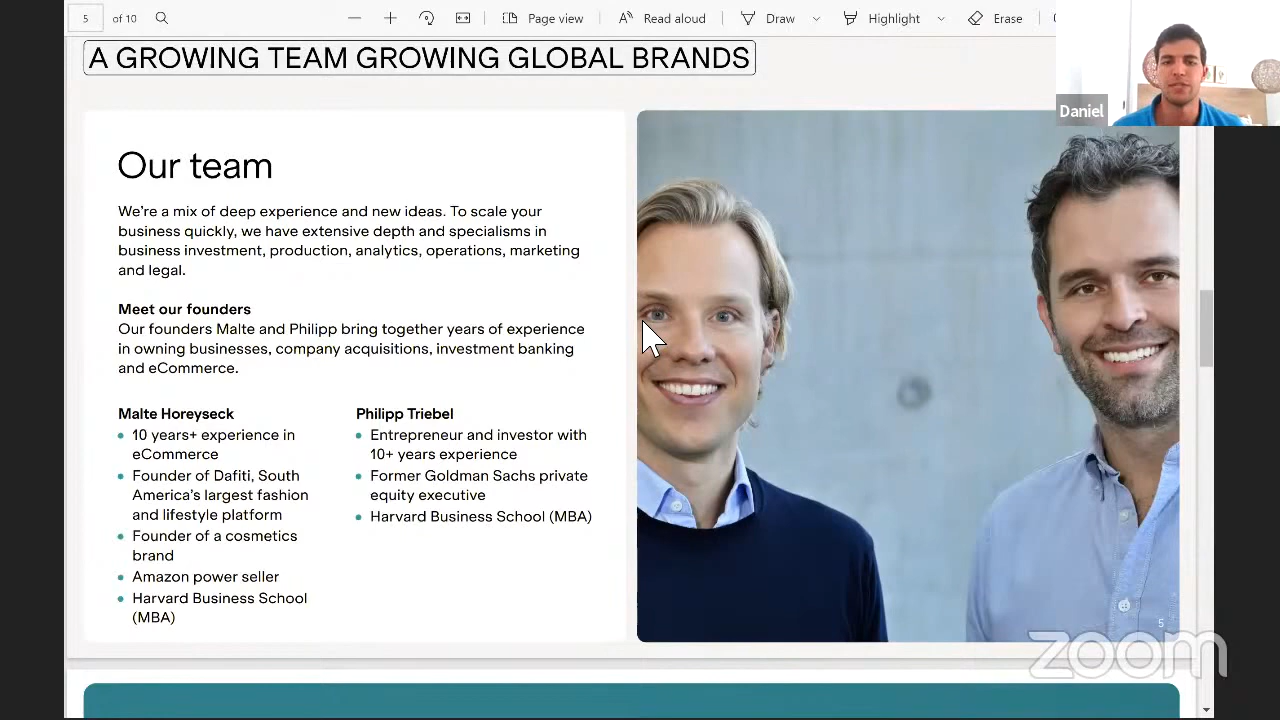 5 of 10 Page view Read aloud Draw Highlight Erase
A GROWING TEAM GROWING GLOBAL BRANDS
Daniel
Our team
We’re a mix of deep experience and new ideas. To scale your
business quickly, we have extensive depth and specialisms in
business investment, production, analytics, operations, marketing
and legal.
Meet our founders
Our founders Malte and Philipp bring together years of experience
in owning businesses, company acquisitions, investment banking
and eCommerce.
Malte Horeyseck
10 years+ experience in
eCommerce
Founder of Dafiti, South
America’s largest fashion
and lifestyle platform
Founder of a cosmetics
brand
Amazon power seller
Harvard Business School
(MBA)
Philipp Triebel
Entrepreneur and investor with
10+ years experience
Former Goldman Sachs private
equity executive
Harvard Business School (MBA)
5
zoom